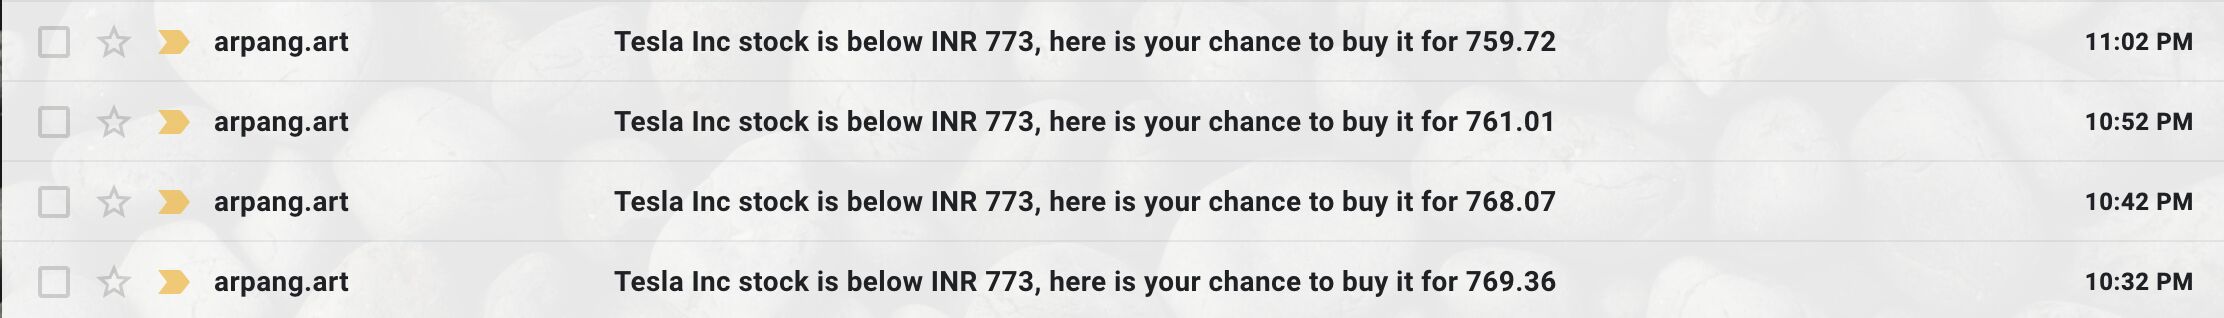 arpang.art Tesla Inc stock is below INR 773, here is your chance to buy it for 759.72 11:02 PM
arpang.art Tesla Inc stock is below INR 773, here is your chance to buy it for 761.01 10:52 PM
arpang.art Tesla Inc stock is below INR 773, here is your chance to buy it for 768.07 10:42 PM
arpang.art Tesla Inc stock is below INR 773, here is your chance to buy it for 769.36 10:32 PM